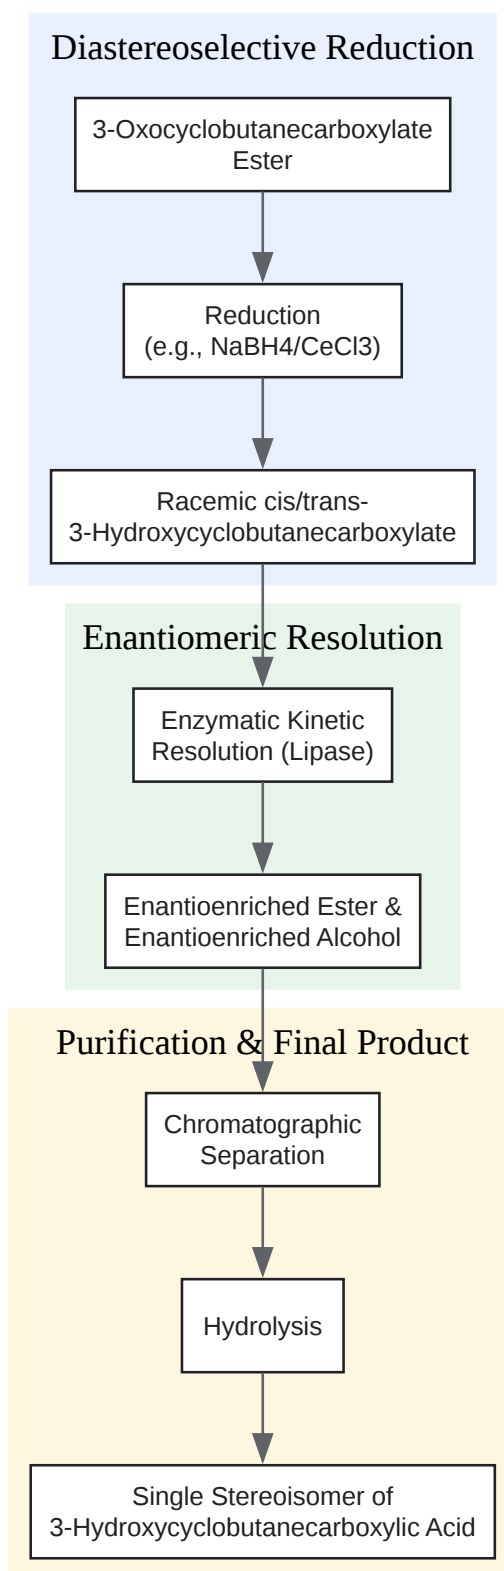 Diastereoselective Reduction
3-Oxocyclobutanecarboxylate
Ester
Reduction
(e.g., NaBH4/CeCl3)
Racemic cis/trans-
3-Hydroxycyclobutanecarboxylate
Enantiomeric Resolution
Enzymatic Kinetic
Resolution (Lipase)
Enantioenriched Ester &
Enantioenriched Alcohol
Purification & Final Product
Chromatographic
Separation
Hydrolysis
Single Stereoisomer of
3-Hydroxycyclobutanecarboxylic Acid